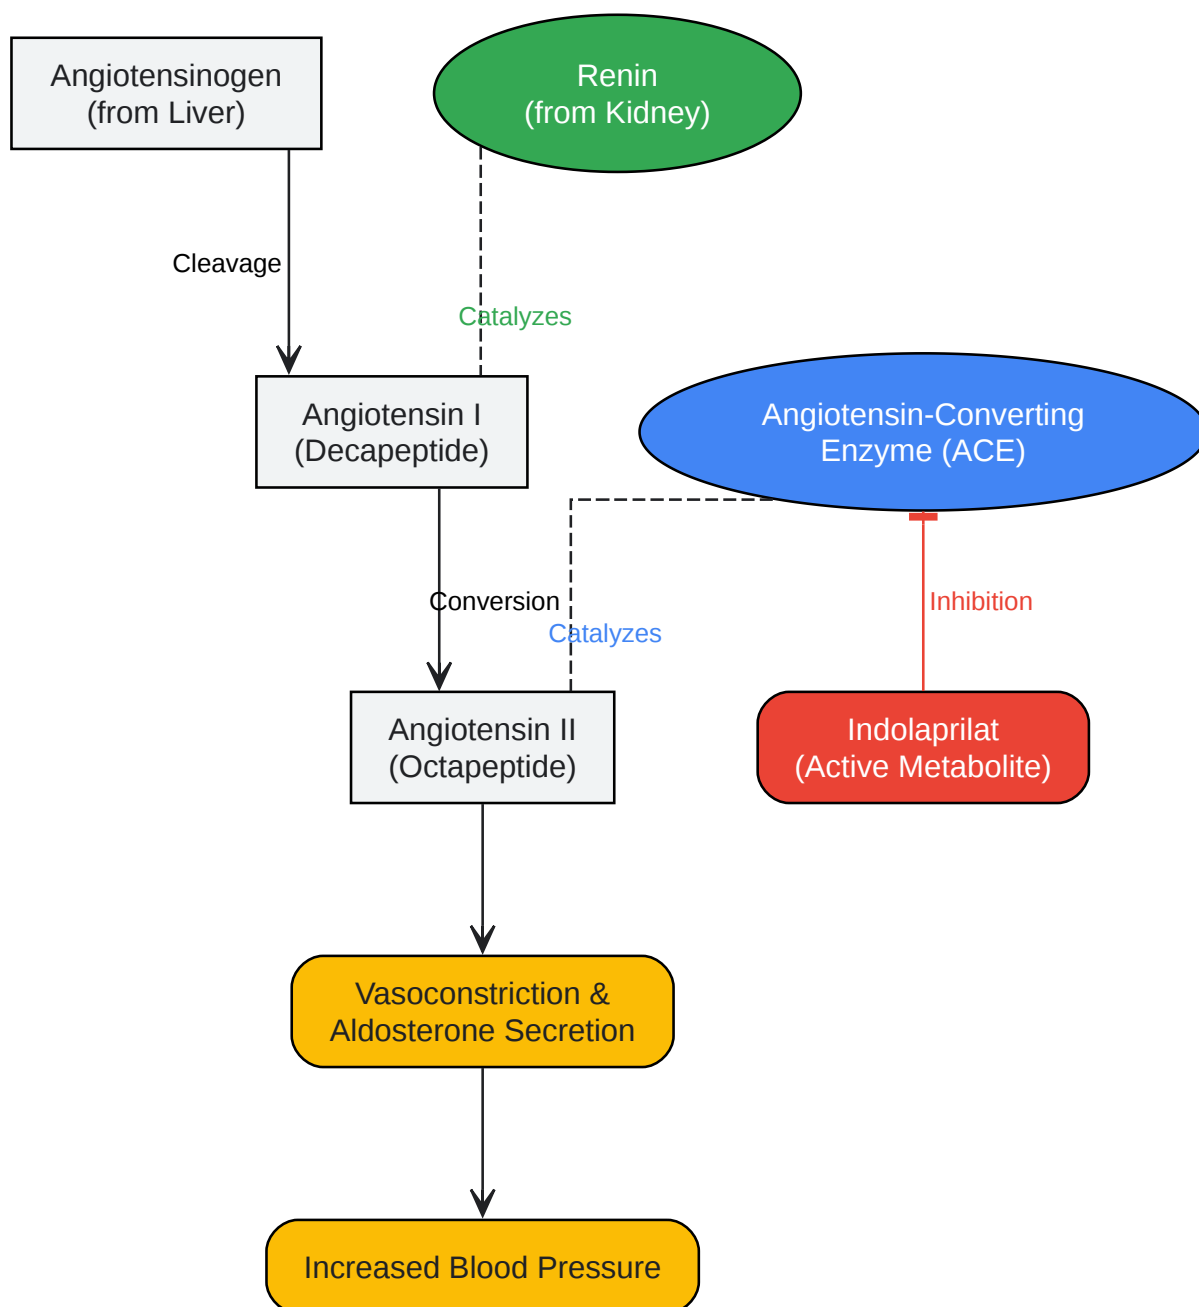 Angiotensinogen
(from Liver)
Renin
(from Kidney)
Cleavage
Catalyzes
Angiotensin I
(Decapeptide)
Angiotensin-Converting
Enzyme (ACE)
Conversion
Catalyzes
Inhibition
Angiotensin II
(Octapeptide)
Indolaprilat
(Active Metabolite)
Vasoconstriction &
Aldosterone Secretion
Increased Blood Pressure